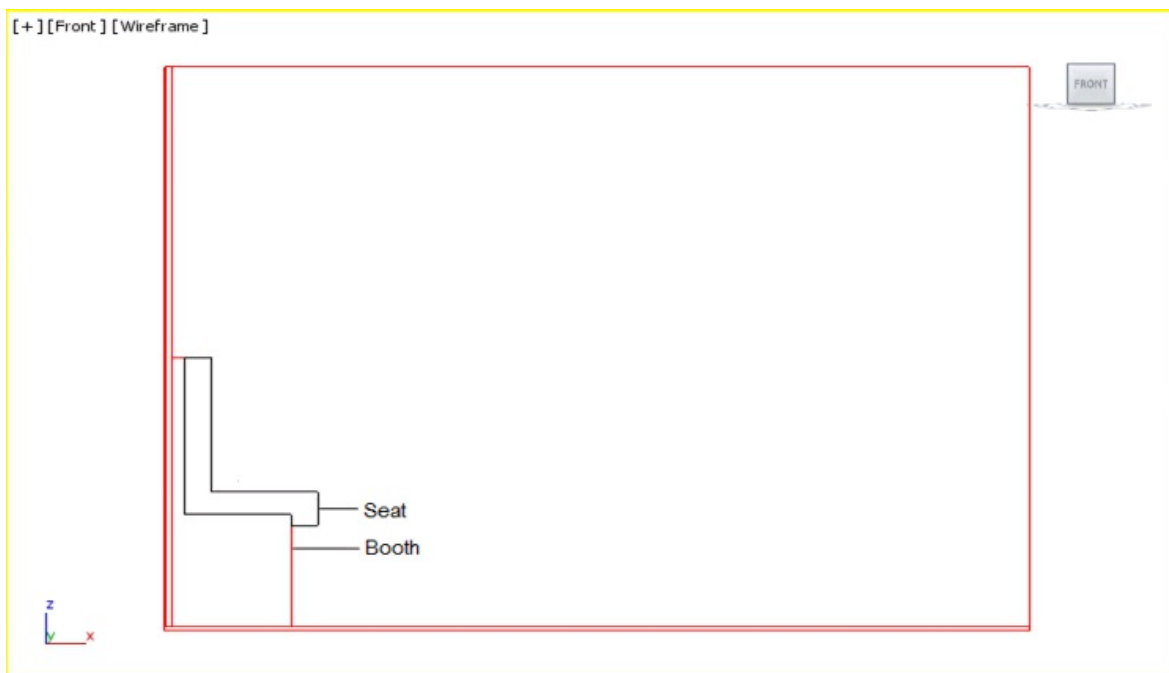 [+] [Front ] [Wireframe ]
FRONT
Seat
Booth
z
y
x